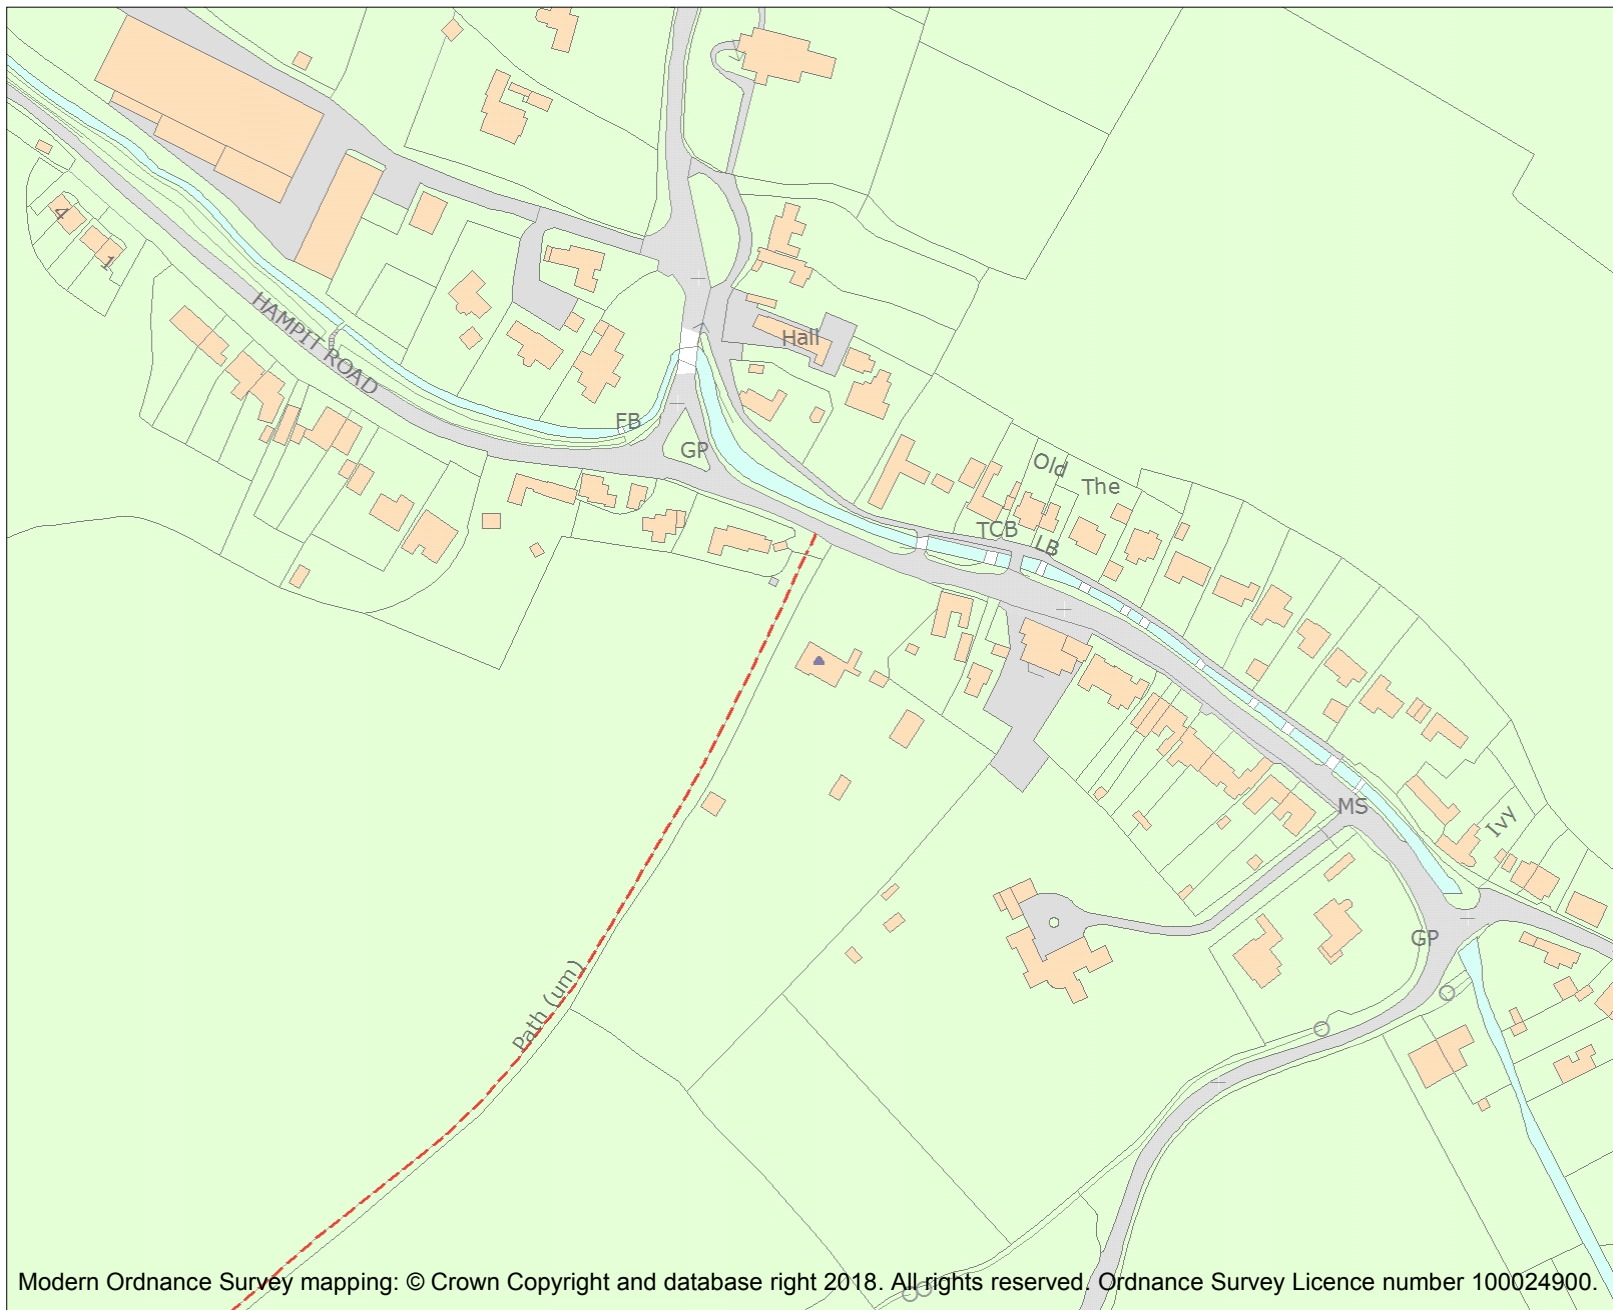 4
1
HAMPIT ROAD
Hall
FB
GP
Old
The
TCB
LB
MS
Ivy
GP
Path (um)
Modern Ordnance Survey mapping: © Crown Copyright and database right 2018. All rights reserved. Ordnance Survey Licence number 100024900.